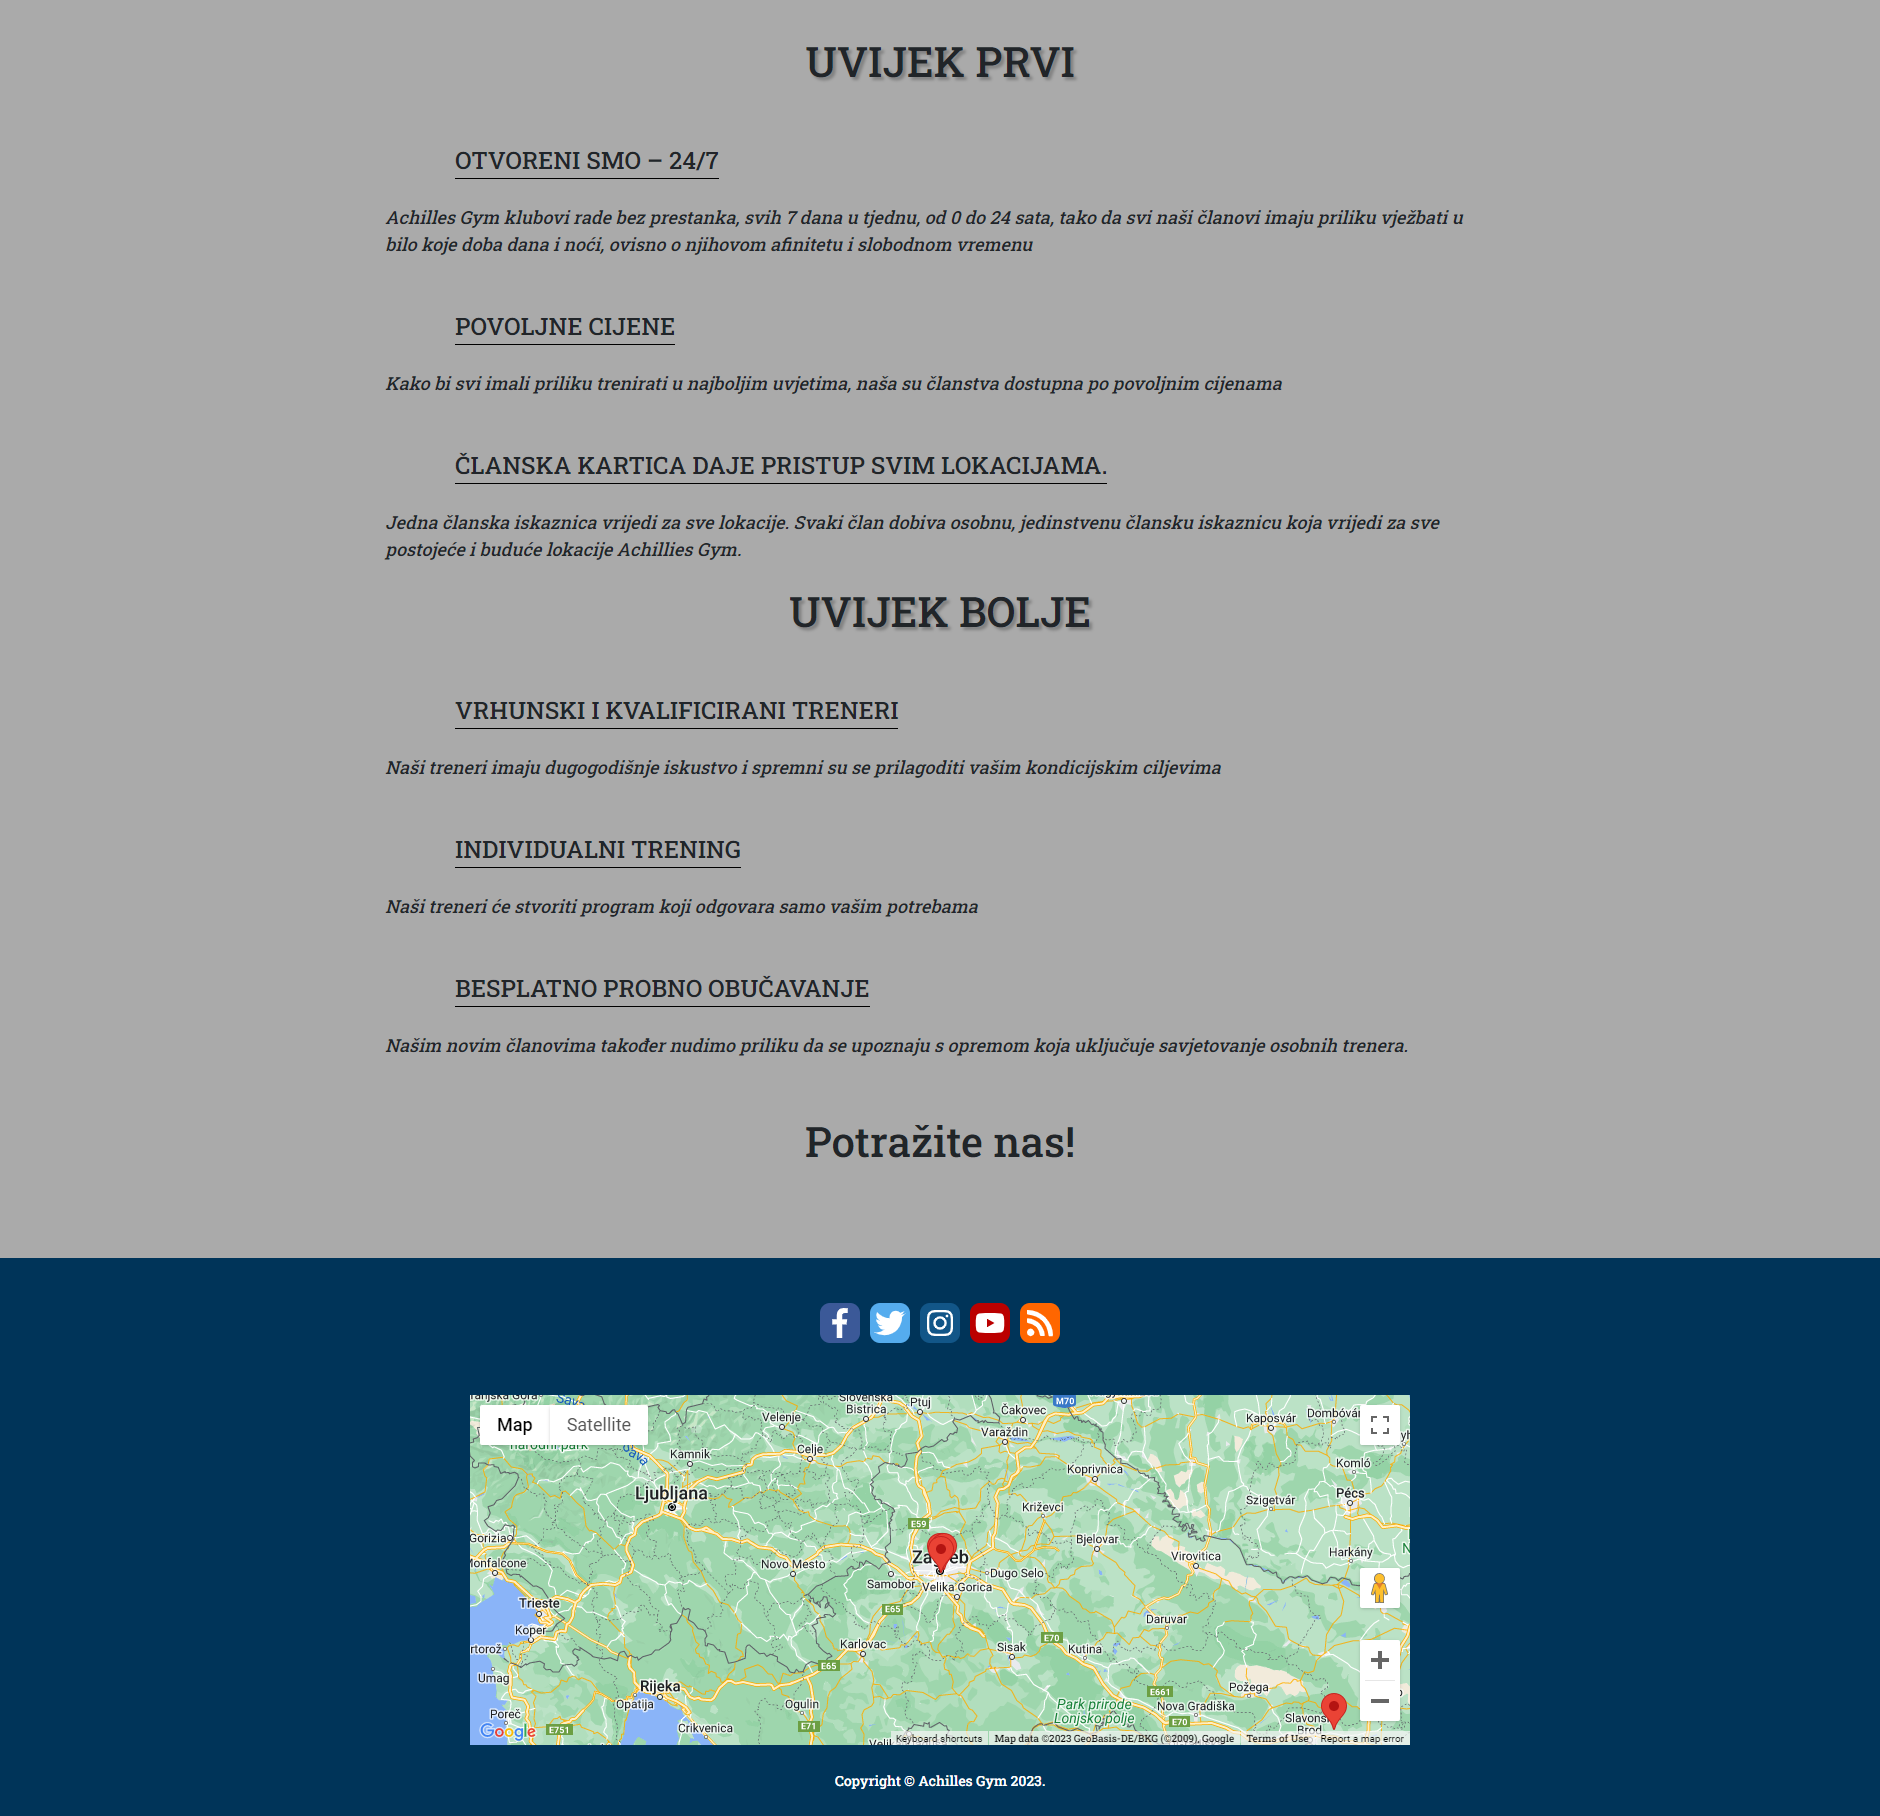 UVIJEK PRVI
OTVORENI SMO – 24/7
Achilles Gym klubovi rade bez prestanka, svih 7 dana u tjednu, od 0 do 24 sata, tako da svi naši članovi imaju priliku vježbati u
bilo koje doba dana i noći, ovisno o njihovom afinitetu i slobodnom vremenu
POVOLJNE CIJENE
Kako bi svi imali priliku trenirati u najboljim uvjetima, naša su članstva dostupna po povoljnim cijenama
ČLANSKA KARTICA DAJE PRISTUP SVIM LOKACIJAMA.
Jedna članska iskaznica vrijedi za sve lokacije. Svaki član dobiva osobnu, jedinstvenu člansku iskaznicu koja vrijedi za sve
postojeće i buduće lokacije Achillies Gym.
UVIJEK BOLJE
VRHUNSKI I KVALIFICIRANI TRENERI
Naši treneri imaju dugogodišnje iskustvo i spremni su se prilagoditi vašim kondicijskim ciljevima
INDIVIDUALNI TRENING
Naši treneri će stvoriti program koji odgovara samo vašim potrebama
BESPLATNO PROBNO OBUČAVANJE
Našim novim članovima također nudimo priliku da se upoznaju s opremom koja uključuje savjetovanje osobnih trenera.
Potražite nas!
Map Satellite
Sava
Slovenska
Bistrica
Ptuj
M70
Čakovec
Kaposvár
Velenje
Varaždin
Celje
Kamnik
Sava
Komló
Koprivnica
Ljubljana
Szigetvár
Pécs
Križevci
E59
Gorizia
Bjelovar
Harkány
Virovitica
Zagreb
Novo Mesto
Dugo Selo
Samobor
Velika Gorica
Trieste
E65
Daruvar
Koper
E70
Karlovac
Sisak
Kutina
E65
Umag
Rijeka
Požega
E661
Opatija
Ogulin
Park prirode
Lonjsko polje
Nova Gradiška
Poreč
Slavonski
Brod
E70
Crikvenica
E71
E751
Google
Keyboard shortcuts Map data ©2023 GeoBasis-DE/BKG (©2009), Google Terms of Use Report a map error
Copyright © Achilles Gym 2023.